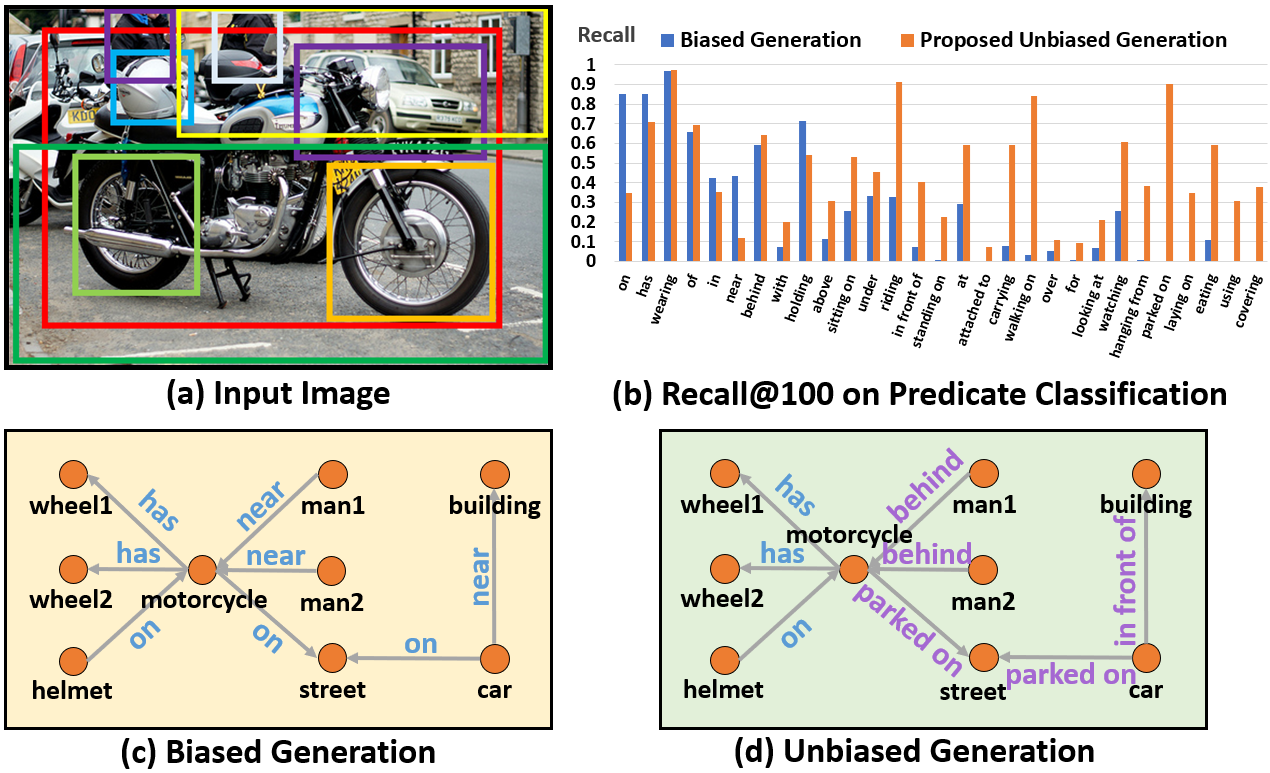 KDO
Recall
Biased Generation
Proposed Unbiased Generation
1
0.9
0.8
0.7
0.6
0.5
0.4
0.3
0.2
0.1
0
on
has
wearing
of
in
near
behind
with
holding
above
sitting on
under
riding
in front of
standing on
at
attached to
carrying
walking on
over
for
looking at
watching
hanging from
parked on
laying on
eating
using
covering
(a) Input Image
(b) Recall@100 on Predicate Classification
wheel1
has
near
man1
building
has
near
near
wheel2
motorcycle
man2
on
on
on
helmet
street
car
(c) Biased Generation
wheel1
has
behind
man1
building
motorcycle
has
behind
in front of
wheel2
man2
on
parked on
parked on
helmet
street
car
(d) Unbiased Generation